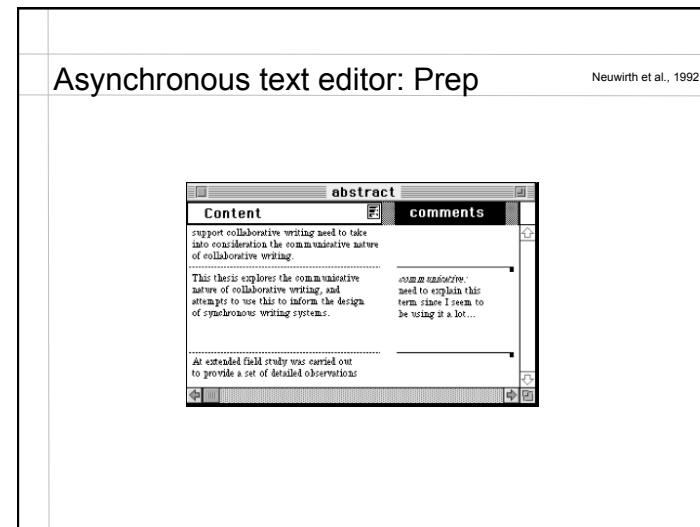 Asynchronous text editor: Prep
Neuwirth et al., 1992
abstract
Content
comments
support collaborative writing need to take
into consideration the communicative nature
of collaborative writing.
This thesis explores the communicative
nature of collaborative writing, and
attempts to use this to inform the design
of synchronous writing systems.
communicative:
need to explain this
term since I seem to
be using it a lot...
At extended field study was carried out
to provide a set of detailed observations